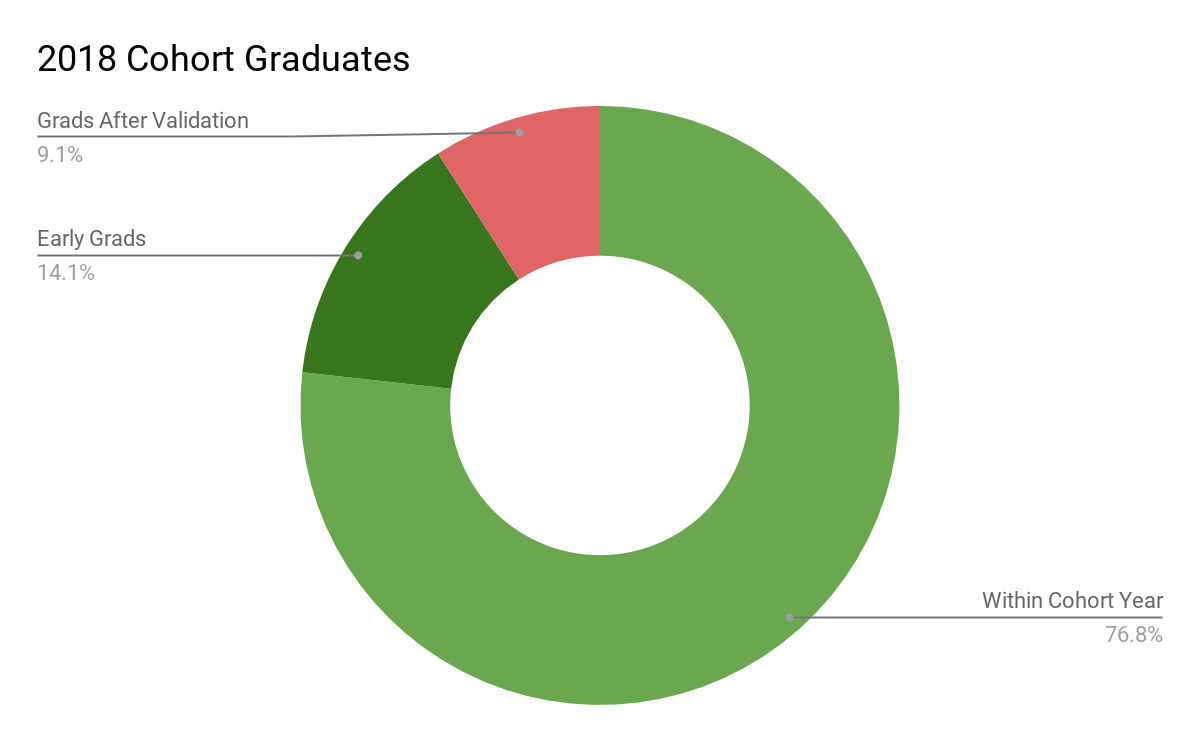 2018 Cohort Graduates
Grads After Validation
9.1%
Early Grads
14.1%
Within Cohort Year
76.8%